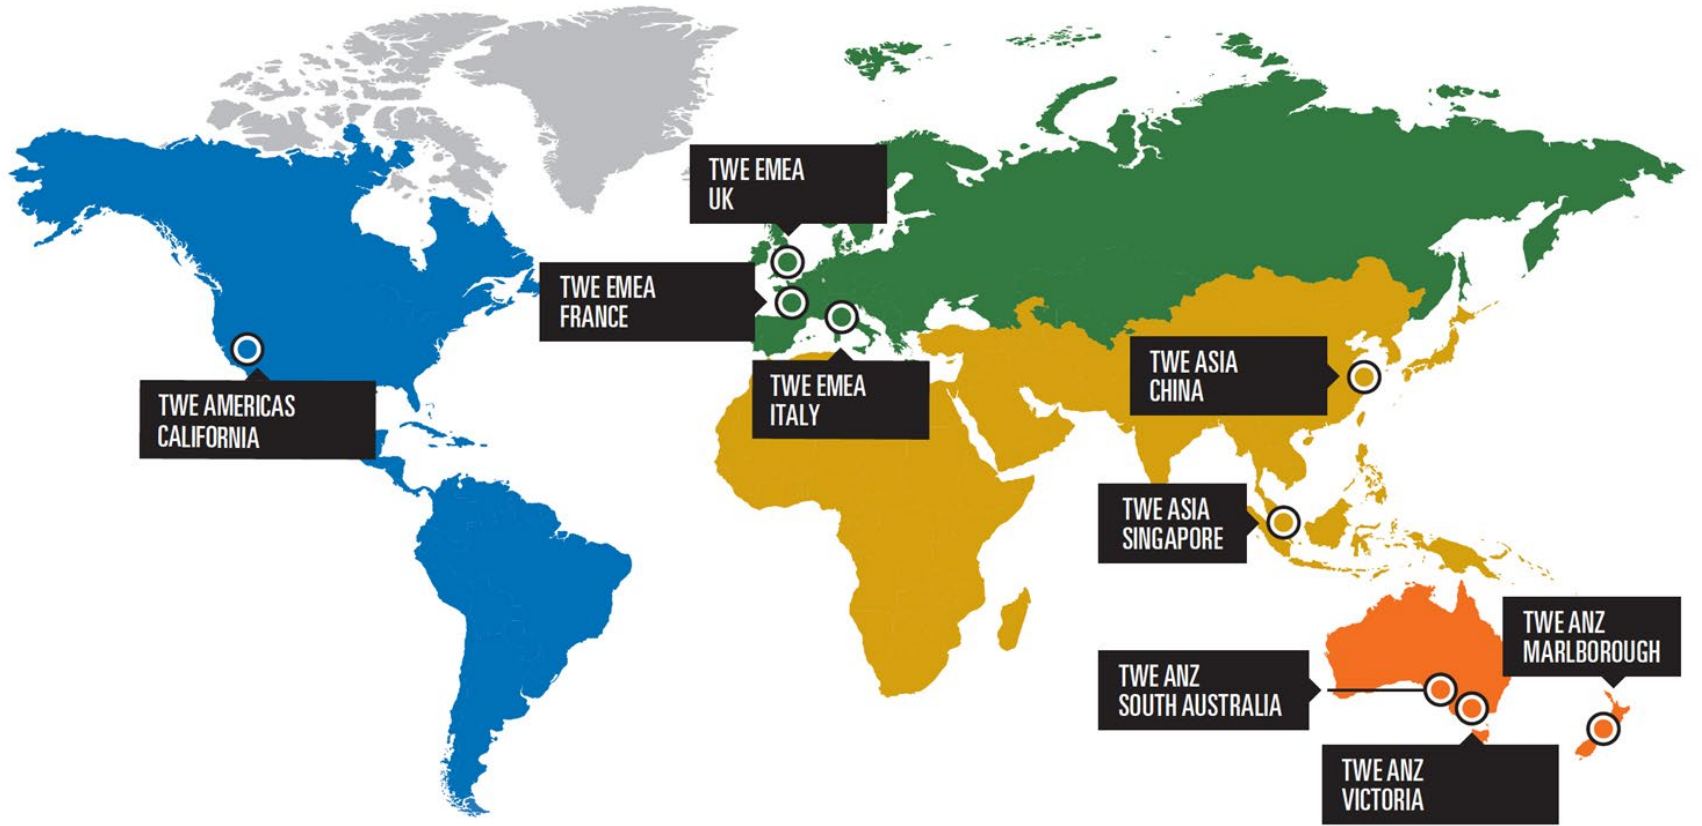 TWE EMEA
UK
TWE EMEA
FRANCE
TWE EMEA
ITALY
TWE AMERICAS
CALIFORNIA
TWE ASIA
CHINA
TWE ASIA
SINGAPORE
TWE ANZ
MARLBOROUGH
TWE ANZ
SOUTH AUSTRALIA
TWE ANZ
VICTORIA